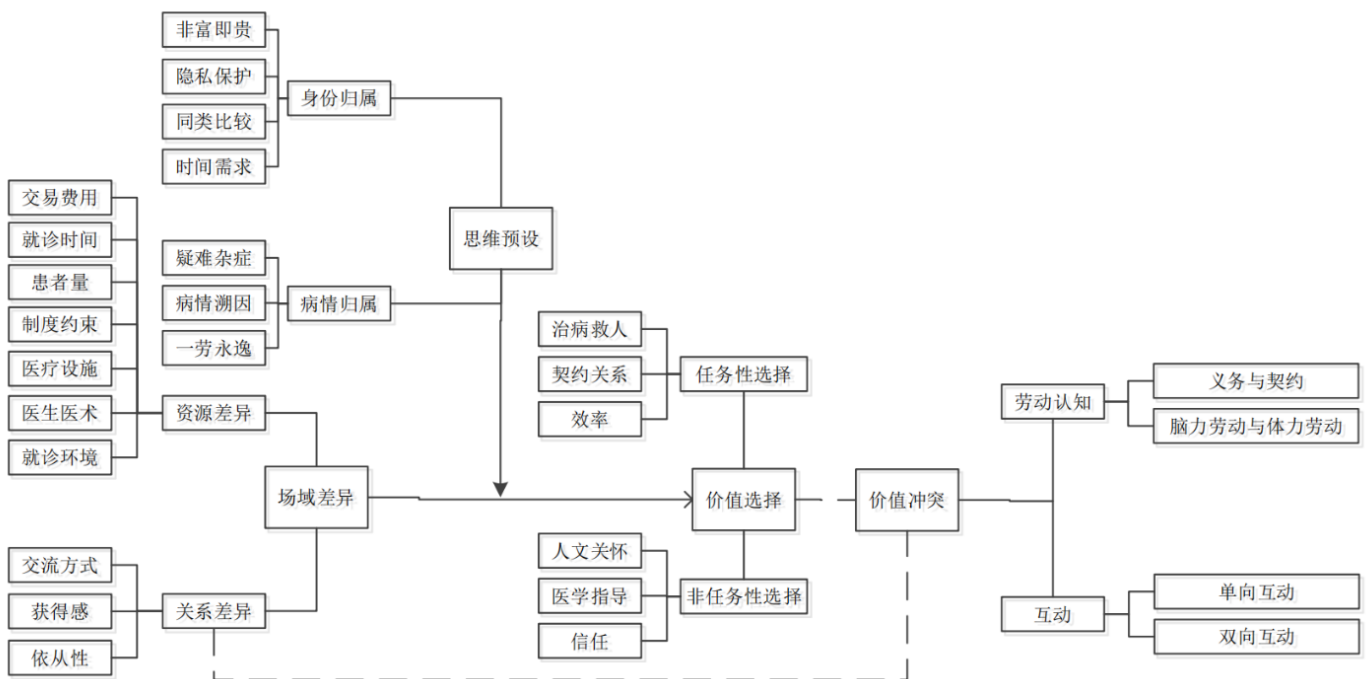 非富即贵
隐私保护
同类比较
时间需求
身份归属
思维预设
疑难杂症
病情溯因
一劳永逸
病情归属
交易费用
就诊时间
患者量
制度约束
医疗设施
医生医术
就诊环境
资源差异
场域差异
交流方式
获得感
依从性
关系差异
治病救人
契约关系
效率
任务性选择
价值选择
人文关怀
医学指导
信任
非任务性选择
价值冲突
劳动认知
义务与契约
脑力劳动与体力劳动
互动
单向互动
双向互动